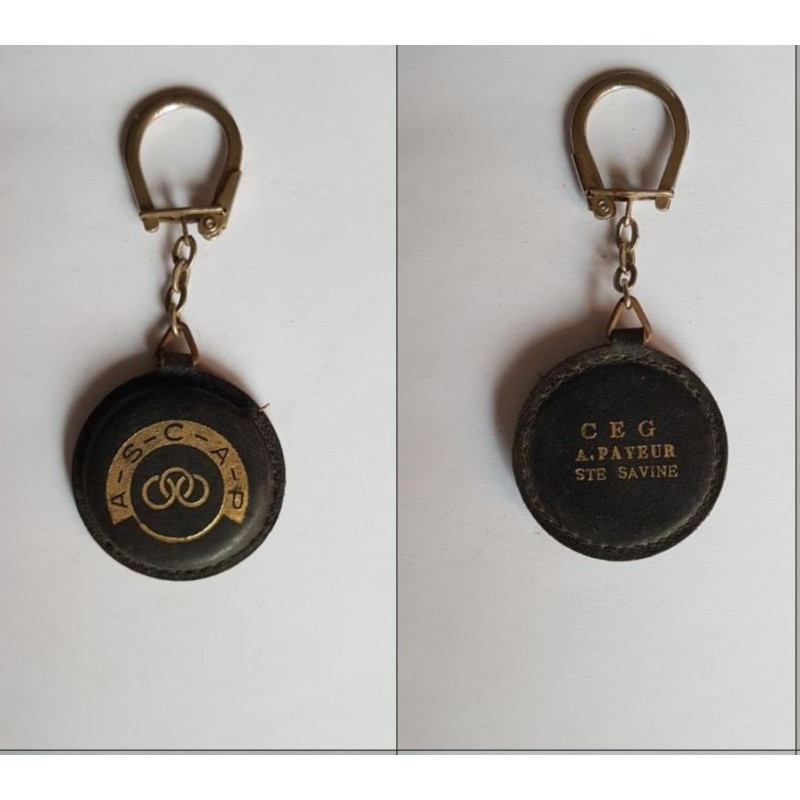 A-S-C-A-P
C E G
A.PAYEUR
STE SAVINE